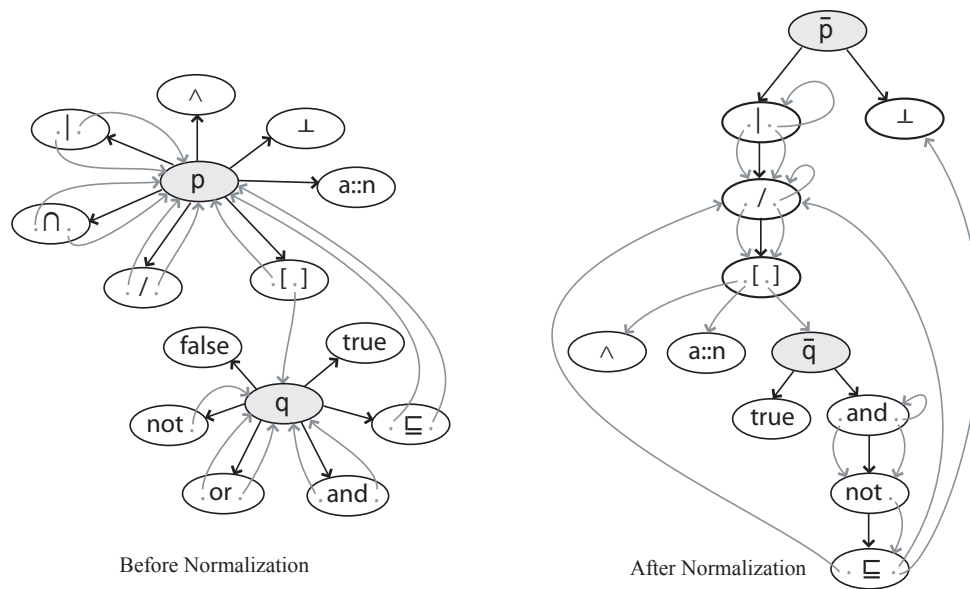 ∧
. | .
⊥
p
a::n
. ∩ .
. / .
. [ . ]
false
true
q
not .
. ⊑ .
. or .
. and .
Before Normalization
p̄
. | .
⊥
. / .
. [ . ]
∧
a::n
q̄
true
. and .
not .
. ⊑ .
After Normalization